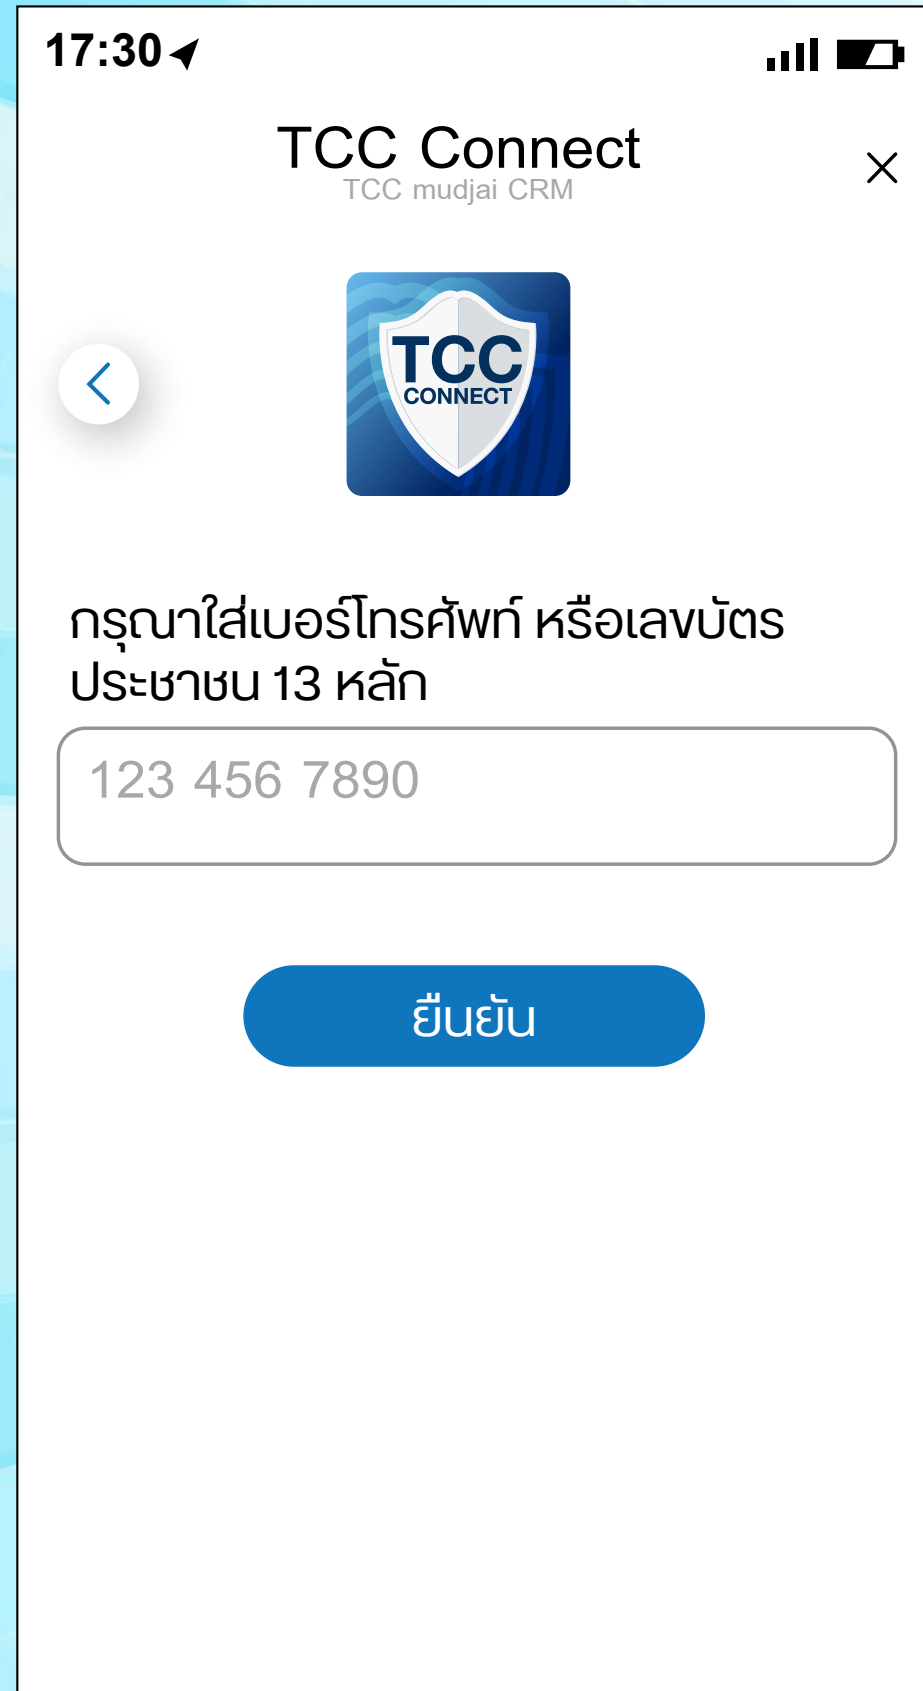 17:30
TCC Connect
TCC mudjai CRM
TCC
CONNECT
กรุณาใส่เบอร์โทรศัพท์ หรือเลขบัตร
ประชาชน 13 หลัก
123 456 7890
ยืนยัน